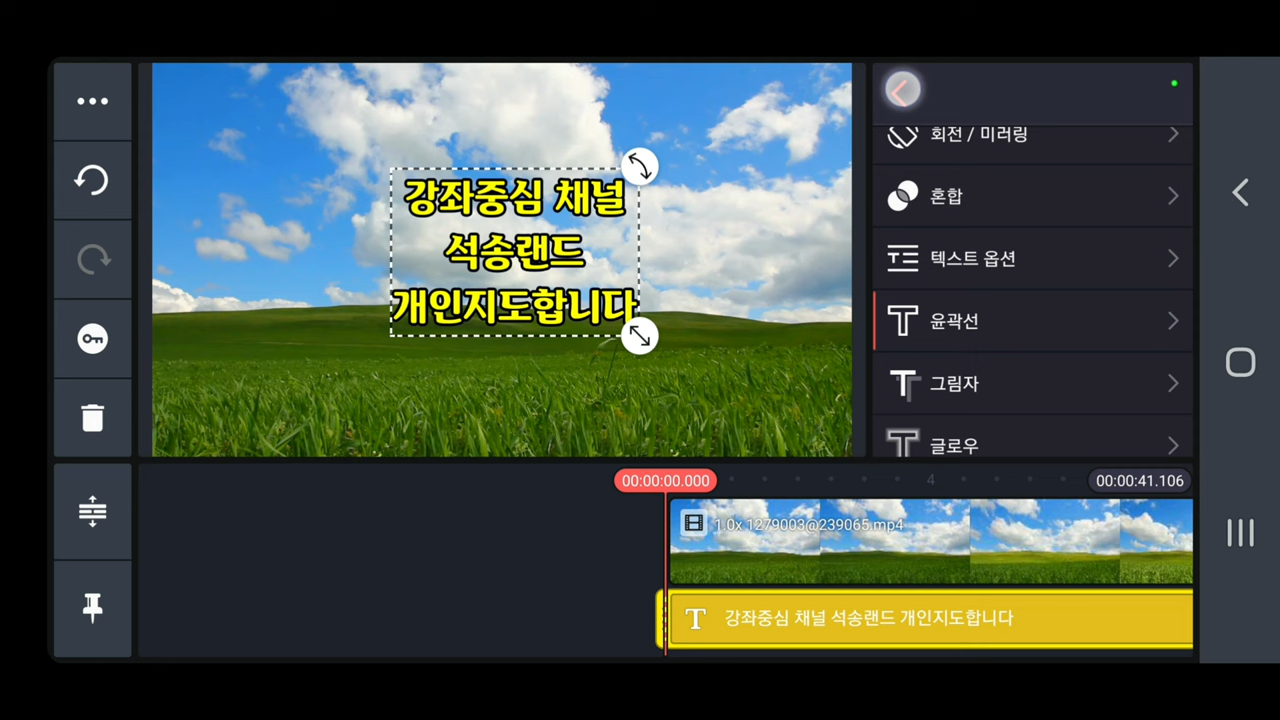 회전 / 미러링
혼합
텍스트 옵션
윤곽선
그림자
글로우
강좌중심 채널
석송랜드
개인지도합니다
00:00:00.000
4
00:00:41.106
1.0x 1279003@239065.mp4
강좌중심 채널 석송랜드 개인지도합니다